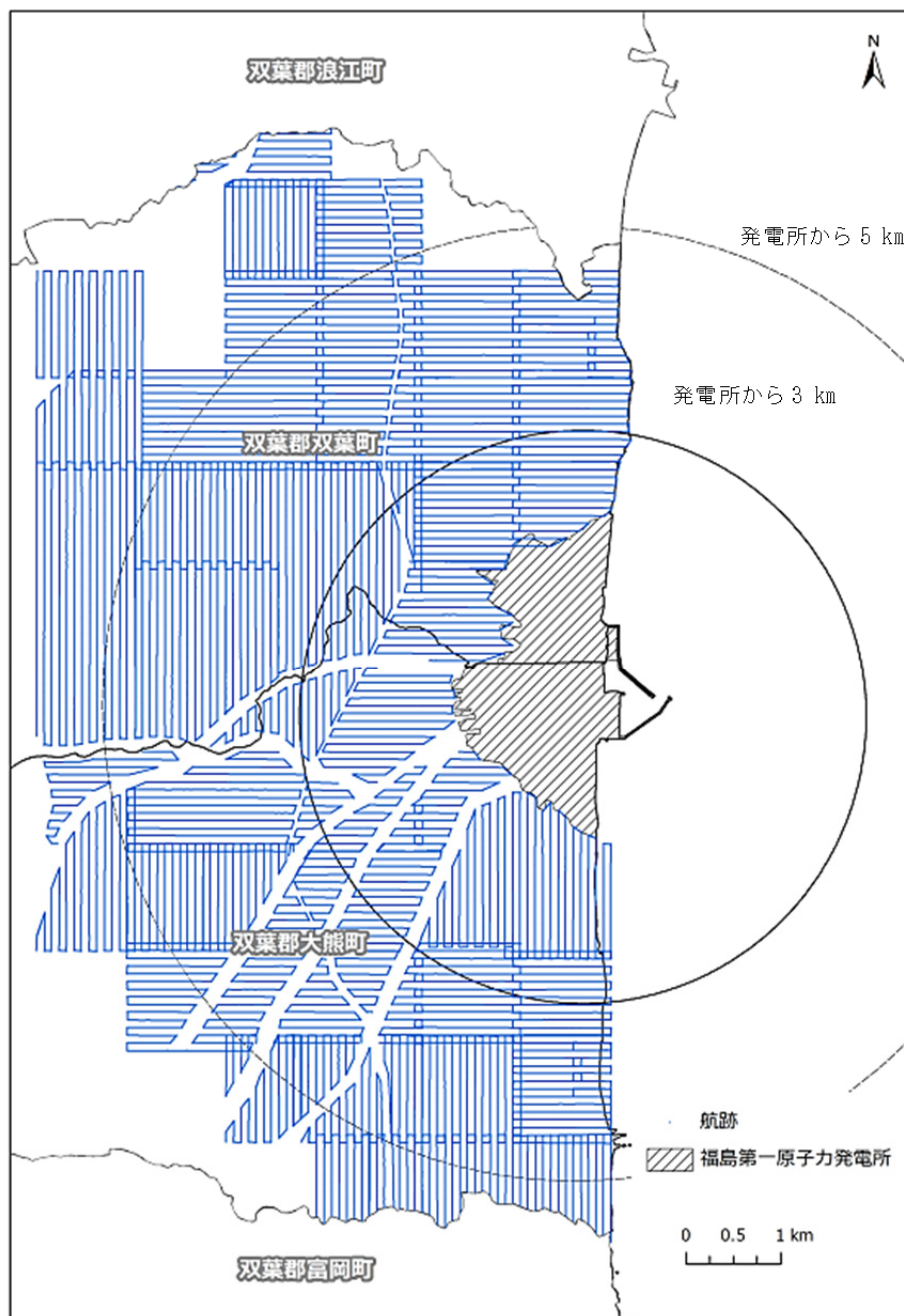 双葉郡浪江町
N
発電所から 5 km
発電所から 3 km
双葉郡双葉町
双葉郡大熊町
航跡
福島第一原子力発電所
0 0.5 1 km
双葉郡富岡町